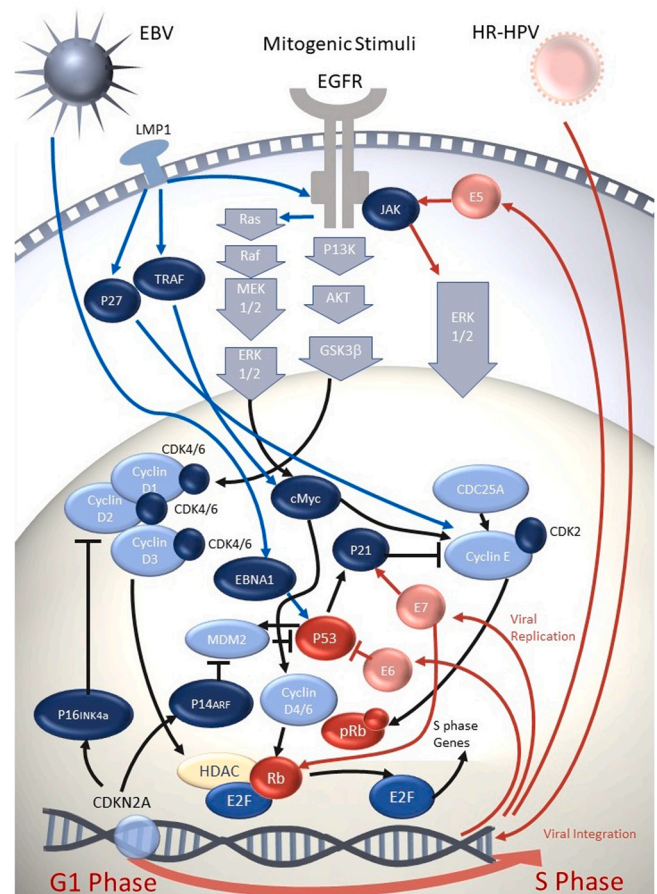 EBV
Mitogenic Stimuli
EGFR
HR-HPV
LMP1
JAK
E5
Ras
Raf
MEK
1/2
ERK
1/2
P13K
AKT
GSK3β
ERK
1/2
P27
TRAF
CDK4/6
Cyclin
D1
Cyclin
D2
CDK4/6
Cyclin
D3
CDK4/6
cMyc
CDC25A
CDK2
Cyclin E
P21
EBNA1
E7
MDM2
P53
E6
Viral
Replication
P16INK4a
P14ARF
Cyclin
D4/6
pRb
S phase
Genes
HDAC
Rb
E2F
E2F
CDKN2A
Viral Integration
G1 Phase
S Phase